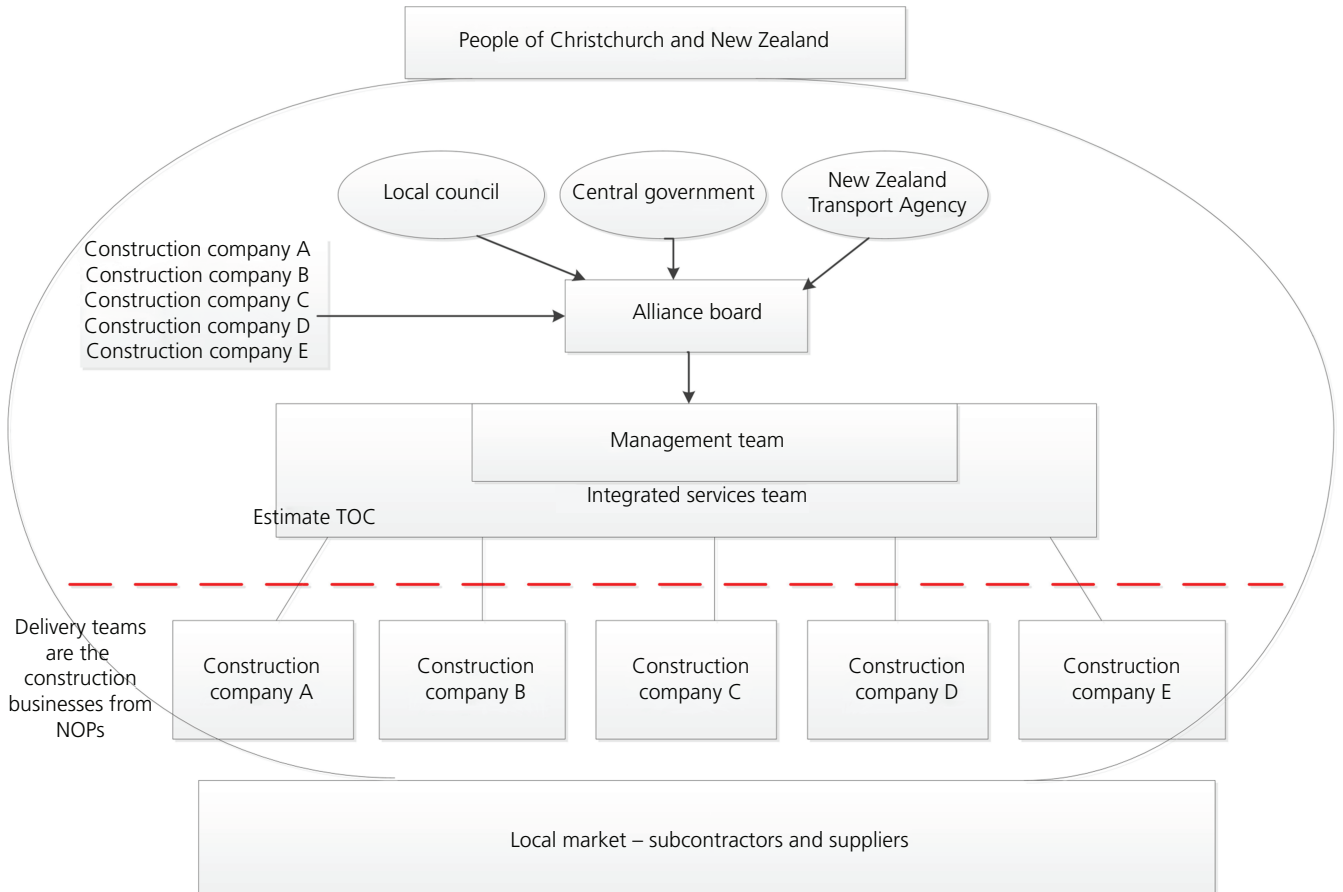 People of Christchurch and New Zealand
Local council
Central government
New Zealand
Transport Agency
Construction company A
Construction company B
Construction company C
Construction company D
Construction company E
Alliance board
Management team
Integrated services team
Estimate TOC
Delivery teams
are the
construction
businesses from
NOPs
Construction
company A
Construction
company B
Construction
company C
Construction
company D
Construction
company E
Local market – subcontractors and suppliers